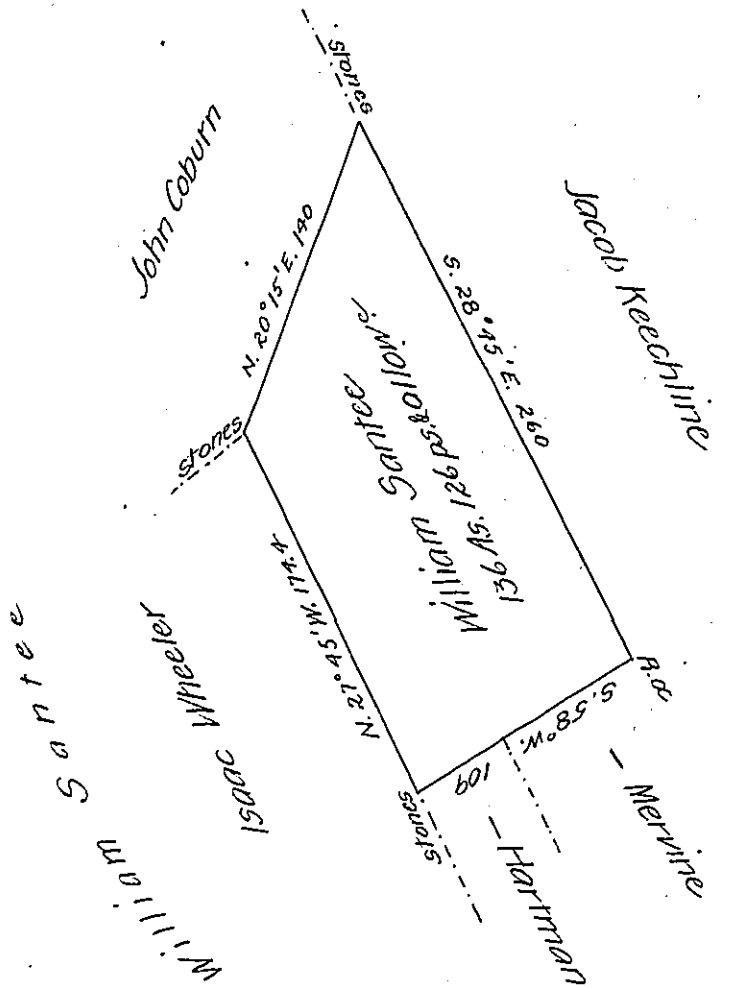 stones
John Coburn
N. 20° 15' E. 140
Jacob Keechline
S. 28° 45' E. 260
stones
William Santee
136 As. 126 ps. & allowe
N. 27° 45' W. 174.4
Isaac Wheeler
William Santee
S. 58° W.
109
Stones
— Hartman
— Mervine